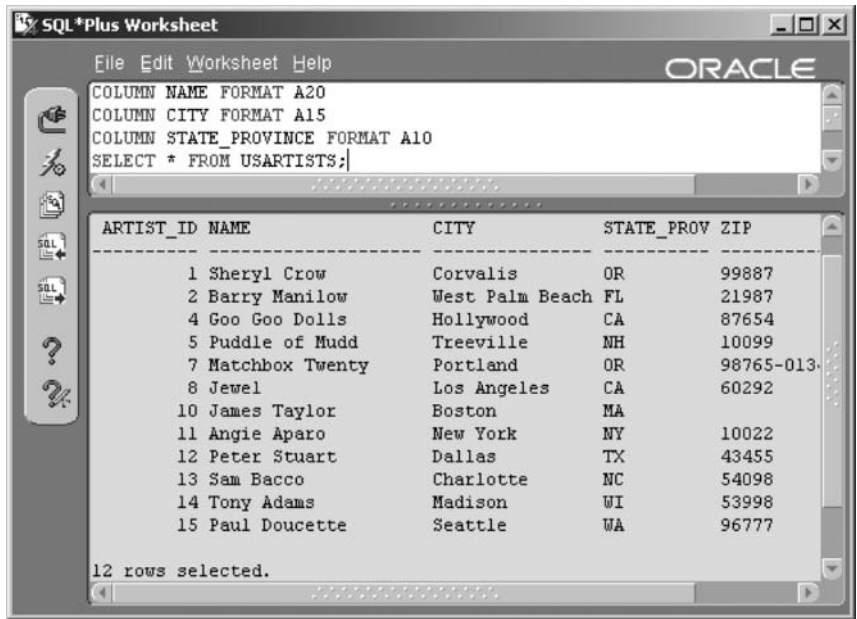 SQL*Plus Worksheet
File Edit Worksheet Help
ORACLE
COLUMN NAME FORMAT A20
COLUMN CITY FORMAT A15
COLUMN STATE_PROVINCE FORMAT A10
SELECT * FROM USARTISTS;
ARTIST_ID NAME CITY STATE_PROV ZIP
---------- -------------------- --------------- ---------- ----------
1 Sheryl Crow Corvalis OR 99887
2 Barry Manilow West Palm Beach FL 21987
4 Goo Goo Dolls Hollywood CA 87654
5 Puddle of Mudd Treeville NH 10099
7 Matchbox Twenty Portland OR 98765-013
8 Jewel Los Angeles CA 60292
10 James Taylor Boston MA
11 Angie Aparo New York NY 10022
12 Peter Stuart Dallas TX 43455
13 Sam Bacco Charlotte NC 54098
14 Tony Adams Madison WI 53998
15 Paul Doucette Seattle WA 96777
12 rows selected.
SQL
SQL